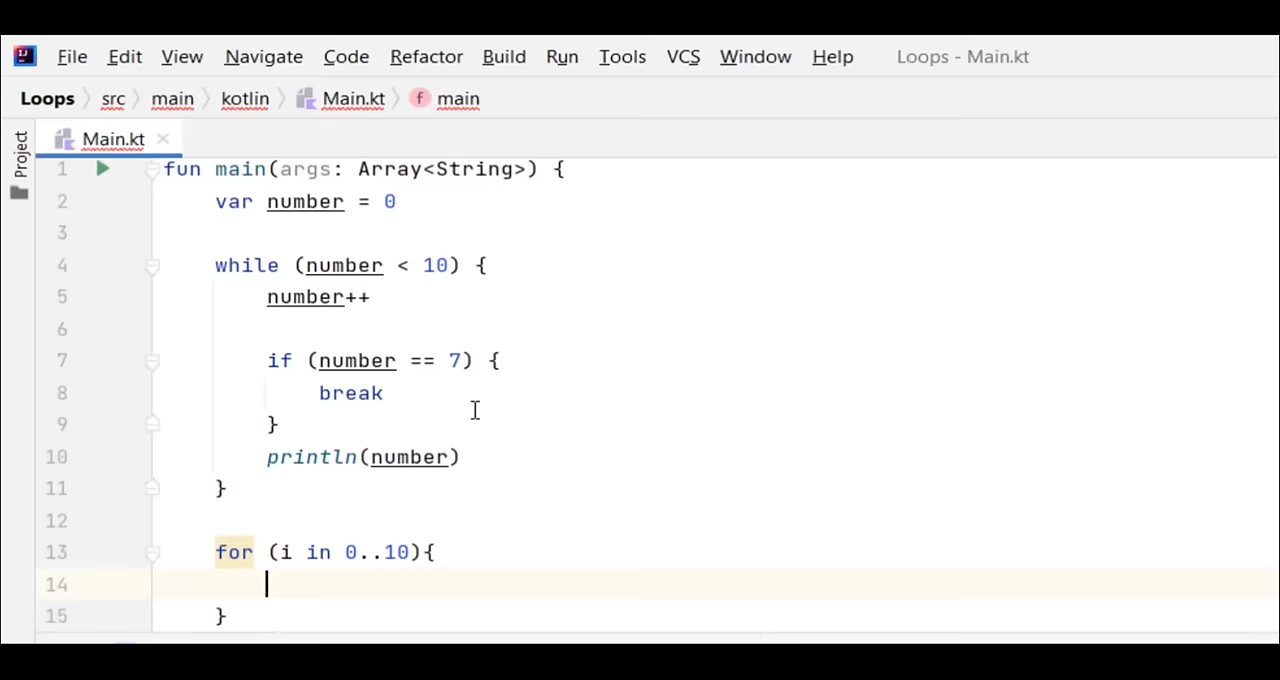 File Edit View Navigate Code Refactor Build Run Tools VCS Window Help Loops - Main.kt
Loops src main kotlin Main.kt f main
Project
Main.kt
1 fun main(args: Array<String>) {
2 var number = 0
3
4 while (number < 10) {
5 number++
6
7 if (number == 7) {
8 break
9 }
10 println(number)
11 }
12
13 for (i in 0..10){
14
15 }